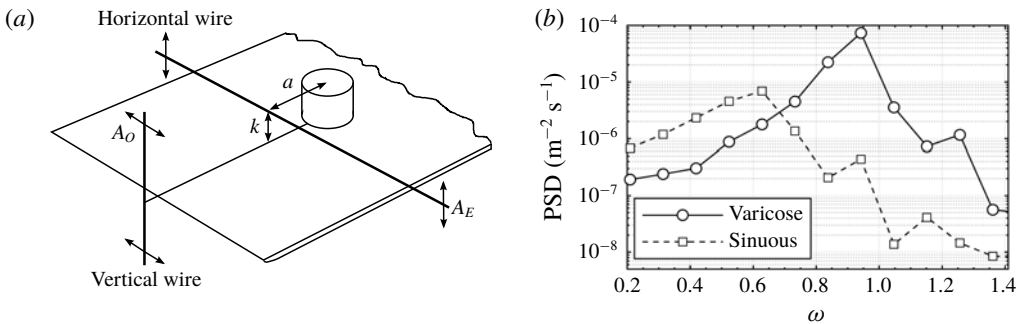 (a)
Horizontal wire
a
k
A_O
A_E
Vertical wire
(b)
10⁻⁴
10⁻⁵
10⁻⁶
10⁻⁷
10⁻⁸
PSD (m⁻² s⁻¹)
Varicose
Sinuous
0.2 0.4 0.6 0.8 1.0 1.2 1.4
ω